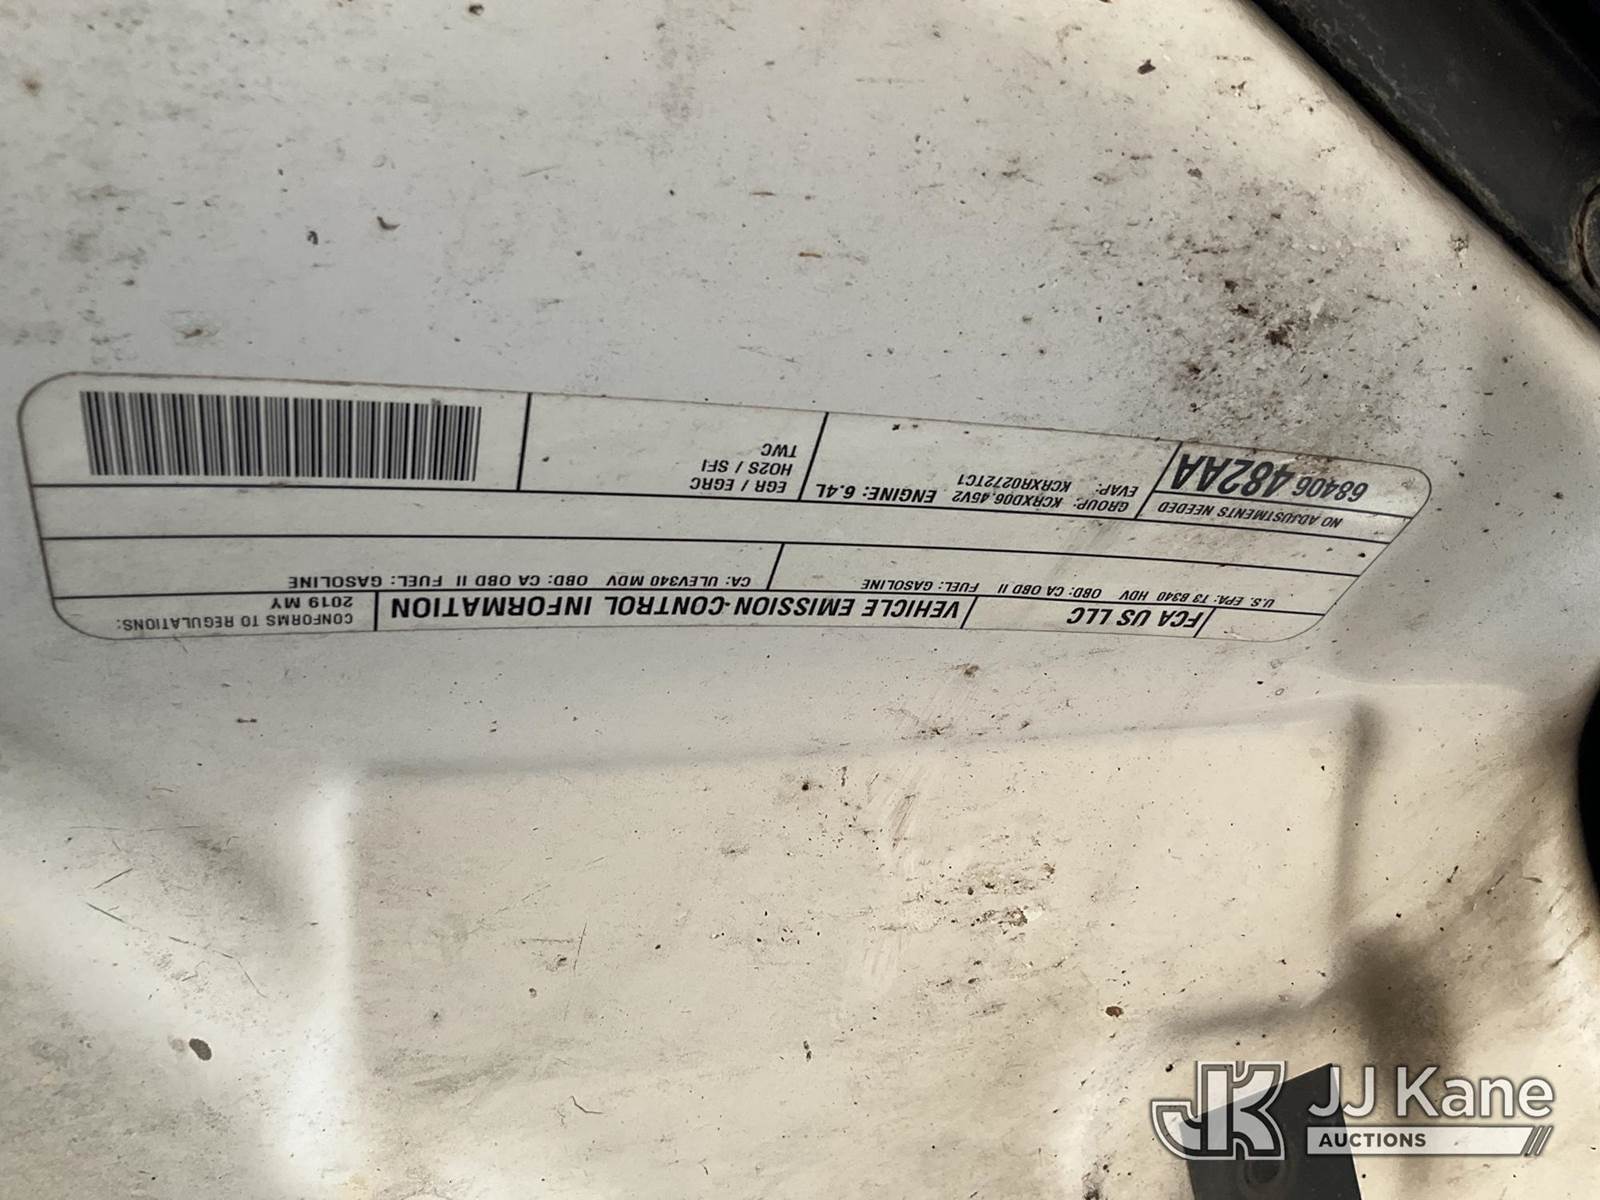 FCA US LLC
VEHICLE EMISSION CONTROL INFORMATION
CONFORMS TO REGULATIONS:
2019 MY
U.S. EPA: T3 B340 HDV OBD: CA OBD II FUEL: GASOLINE
CA: ULEV340 MDV OBD: CA OBD II FUEL: GASOLINE
NO ADJUSTMENTS NEEDED
68406 482AA
GROUP: KCRXD06.45V2 ENGINE: 6.4L
EVAP: KCRXR0272TC1
EGR / EGRC
HO2S / SFI
TWC
JJ Kane
AUCTIONS